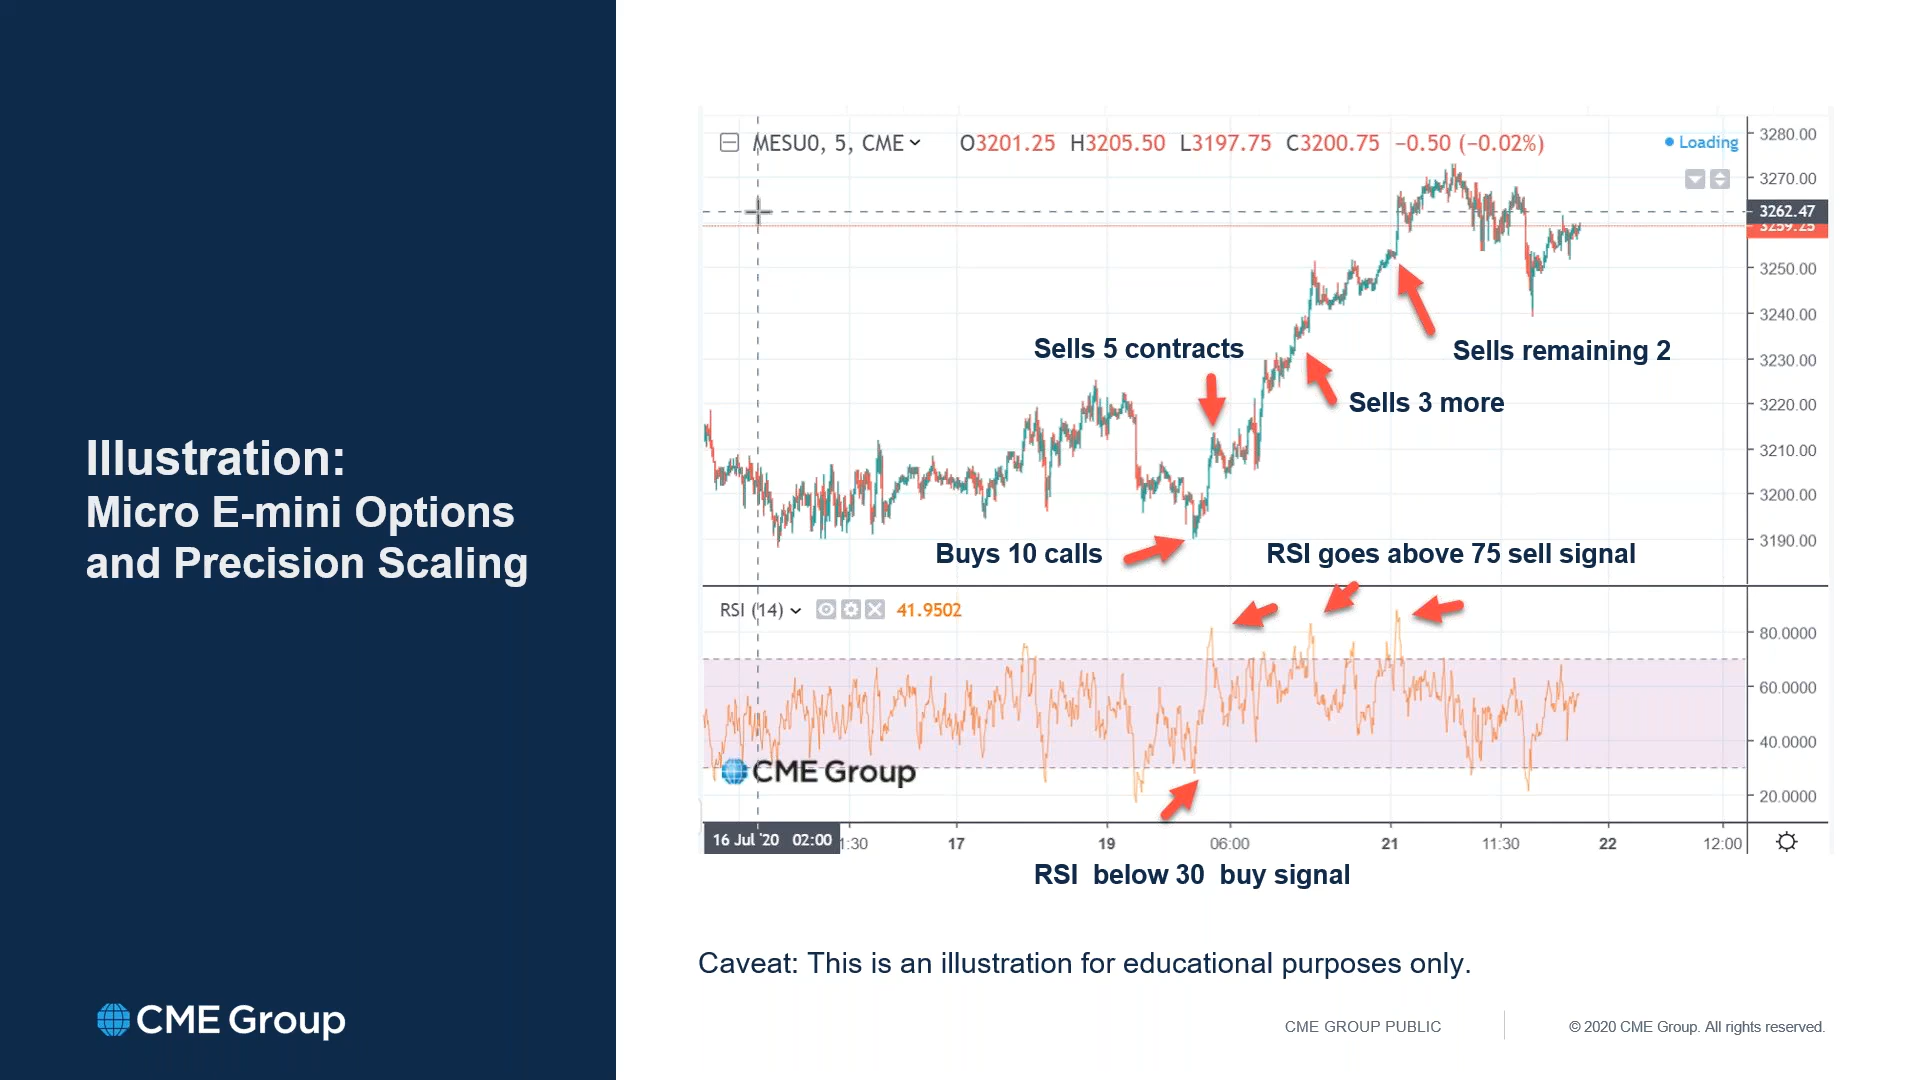 Illustration:
Micro E-mini Options
and Precision Scaling
CME Group
MESU0, 5, CME
O3201.25 H3205.50 L3197.75 C3200.75 −0.50 (−0.02%)
Loading
3280.00
3270.00
3262.47
3259.25
3250.00
3240.00
3230.00
3220.00
3210.00
3200.00
3190.00
Sells 5 contracts
Sells remaining 2
Sells 3 more
Buys 10 calls
RSI goes above 75 sell signal
RSI (14)
41.9502
80.0000
60.0000
40.0000
20.0000
CME Group
16 Jul '20 02:00
1:30
17
19
06:00
21
11:30
22
12:00
RSI below 30 buy signal
Caveat: This is an illustration for educational purposes only.
CME GROUP PUBLIC
© 2020 CME Group. All rights reserved.